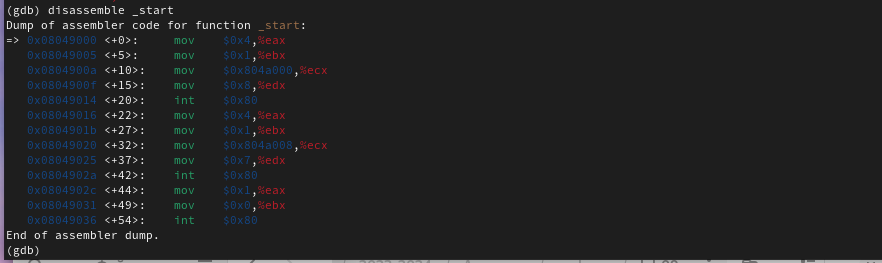 (gdb) disassemble _start
Dump of assembler code for function _start:
=> 0x08049000 <+0>:     mov    $0x4,%eax
   0x08049005 <+5>:     mov    $0x1,%ebx
   0x0804900a <+10>:    mov    $0x804a000,%ecx
   0x0804900f <+15>:    mov    $0x8,%edx
   0x08049014 <+20>:    int    $0x80
   0x08049016 <+22>:    mov    $0x4,%eax
   0x0804901b <+27>:    mov    $0x1,%ebx
   0x08049020 <+32>:    mov    $0x804a008,%ecx
   0x08049025 <+37>:    mov    $0x7,%edx
   0x0804902a <+42>:    int    $0x80
   0x0804902c <+44>:    mov    $0x1,%eax
   0x08049031 <+49>:    mov    $0x0,%ebx
   0x08049036 <+54>:    int    $0x80
End of assembler dump.
(gdb)